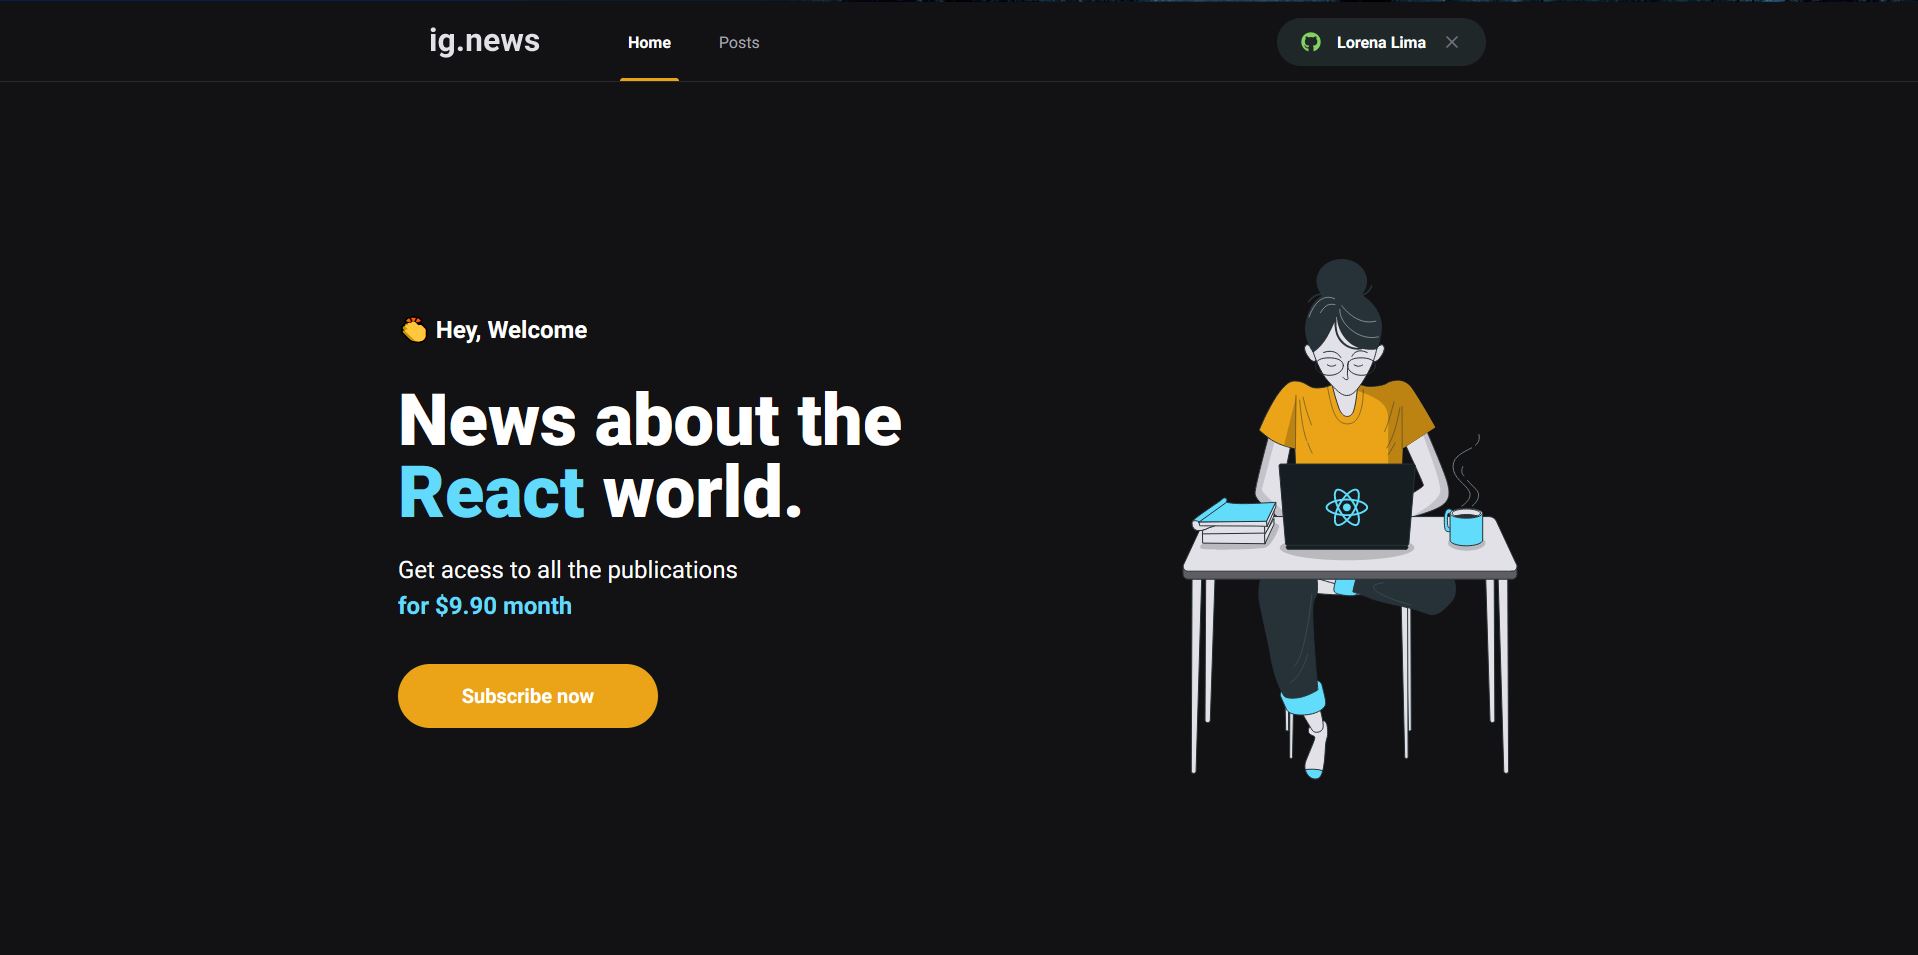 ig.news
Home
Posts
Lorena Lima
👏 Hey, Welcome
News about the
React world.
Get acess to all the publications
for $9.90 month
Subscribe now